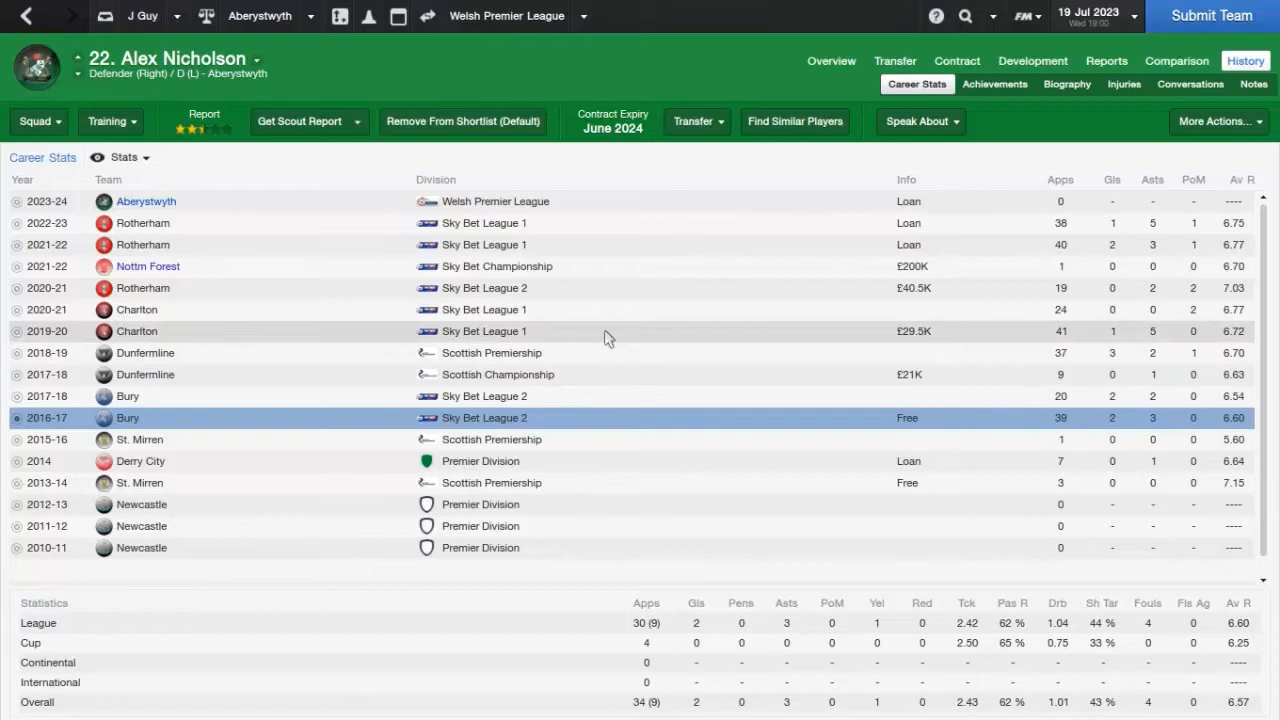 J Guy Aberystwyth Welsh Premier League FM 19 Jul 2023 Wed 19:00 Submit Team
22. Alex Nicholson
Defender (Right) / D (L) - Aberystwyth
Overview Transfer Contract Development Reports Comparison History
Career Stats Achievements Biography Injuries Conversations Notes
Squad Training Report Get Scout Report Remove From Shortlist (Default) Contract Expiry June 2024 Transfer Find Similar Players Speak About More Actions...
Career Stats Stats
Year Team Division Info Apps Gls Asts PoM Av R
2023-24 Aberystwyth Welsh Premier League Loan 0 - - - ----
2022-23 Rotherham Sky Bet League 1 Loan 38 1 5 1 6.75
2021-22 Rotherham Sky Bet League 1 Loan 40 2 3 1 6.77
2021-22 Nottm Forest Sky Bet Championship £200K 1 0 0 0 6.70
2020-21 Rotherham Sky Bet League 2 £40.5K 19 0 2 2 7.03
2020-21 Charlton Sky Bet League 1 24 0 0 2 6.77
2019-20 Charlton Sky Bet League 1 £29.5K 41 1 5 0 6.72
2018-19 Dunfermline Scottish Premiership 37 3 2 1 6.70
2017-18 Dunfermline Scottish Championship £21K 9 0 1 0 6.63
2017-18 Bury Sky Bet League 2 20 2 2 0 6.54
2016-17 Bury Sky Bet League 2 Free 39 2 3 0 6.60
2015-16 St. Mirren Scottish Premiership 1 0 0 0 5.60
2014 Derry City Premier Division Loan 7 0 1 0 6.64
2013-14 St. Mirren Scottish Premiership Free 3 0 0 0 7.15
2012-13 Newcastle Premier Division 0 - - - ----
2011-12 Newcastle Premier Division 0 - - - ----
2010-11 Newcastle Premier Division 0 - - - ----
Statistics Apps Gls Pens Asts PoM Yel Red Tck Pas R Drb Sh Tar Fouls Fls Ag Av R
League 30 (9) 2 0 3 0 1 0 2.42 62 % 1.04 44 % 4 0 6.60
Cup 4 0 0 0 0 0 0 2.50 65 % 0.75 33 % 0 0 6.25
Continental 0 - - - - - - - - - - - - ----
International 0 - - - - - - - - - - - - ----
Overall 34 (9) 2 0 3 0 1 0 2.43 62 % 1.01 43 % 4 0 6.57